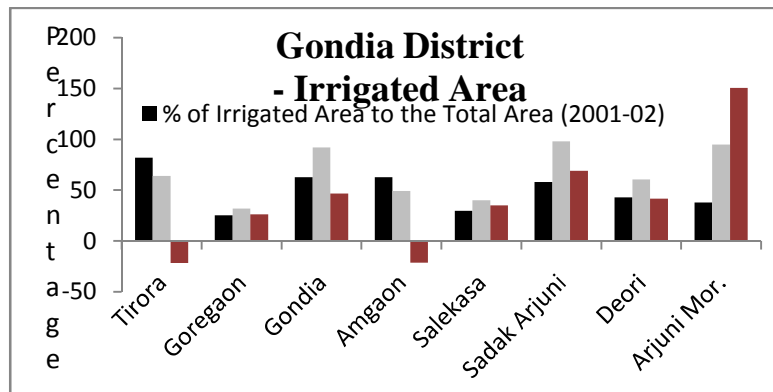 Percentage
Gondia District
- Irrigated Area
% of Irrigated Area to the Total Area (2001-02)
200
150
100
50
0
-50
Tirora
Goregaon
Gondia
Amgaon
Salekasa
Sadak Arjuni
Deori
Arjuni Mor.